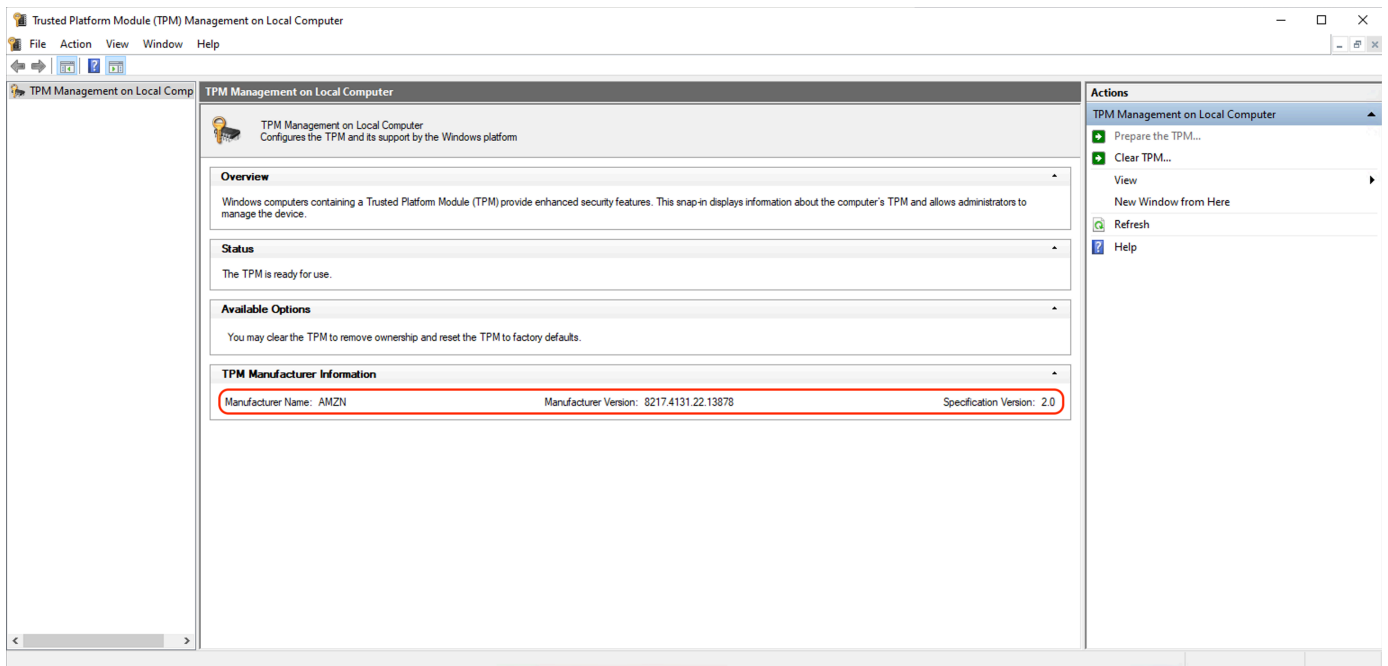 Trusted Platform Module (TPM) Management on Local Computer
File Action View Window Help
TPM Management on Local Comp
TPM Management on Local Computer
TPM Management on Local Computer
Configures the TPM and its support by the Windows platform
Overview
Windows computers containing a Trusted Platform Module (TPM) provide enhanced security features. This snap-in displays information about the computer's TPM and allows administrators to
manage the device.
Status
The TPM is ready for use.
Available Options
You may clear the TPM to remove ownership and reset the TPM to factory defaults.
TPM Manufacturer Information
Manufacturer Name: AMZN Manufacturer Version: 8217.4131.22.13878 Specification Version: 2.0
Actions
TPM Management on Local Computer
Prepare the TPM...
Clear TPM...
View
New Window from Here
Refresh
Help